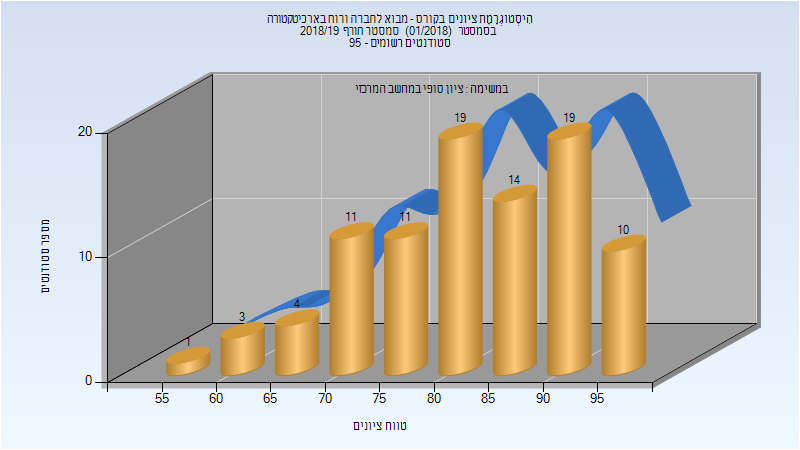 הִיסְטוֹגְרָמַת ציונים בקורס - מבוא לחברה ורוח בארכיטקטורה
בסמסטר (01/2018) סמסטר חורף 2018/19
סטודנטים רשומים - 95
במשימה : ציון סופי במחשב המרכזי
מספר סטודנטים
20
10
0
1
3
4
11
11
19
14
19
10
55 60 65 70 75 80 85 90 95
טווח ציונים